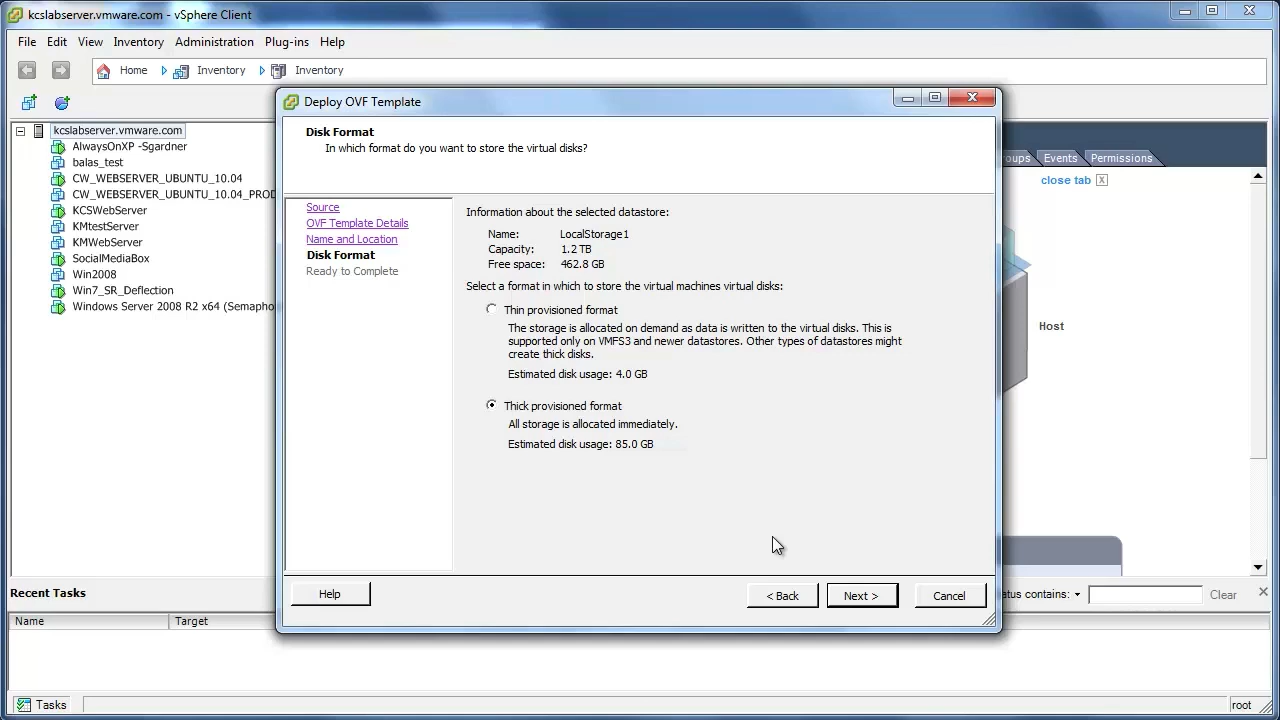 kcslabserver.vmware.com - vSphere Client
File Edit View Inventory Administration Plug-ins Help
Home Inventory Inventory
Deploy OVF Template
Disk Format
In which format do you want to store the virtual disks?
kcslabserver.vmware.com
AlwaysOnXP -Sgardner
balas_test
CW_WEBSERVER_UBUNTU_10.04
CW_WEBSERVER_UBUNTU_10.04_PROD
KCSWebServer
KMtestServer
KMWebServer
SocialMediaBox
Win2008
Win7_SR_Deflection
Windows Server 2008 R2 x64 (Semapho
Source
OVF Template Details
Name and Location
Disk Format
Ready to Complete
Information about the selected datastore:
Name: LocalStorage1
Capacity: 1.2 TB
Free space: 462.8 GB
Select a format in which to store the virtual machines virtual disks:
Thin provisioned format
The storage is allocated on demand as data is written to the virtual disks. This is
supported only on VMFS3 and newer datastores. Other types of datastores might
create thick disks.
Estimated disk usage: 4.0 GB
Thick provisioned format
All storage is allocated immediately.
Estimated disk usage: 85.0 GB
Help < Back Next > Cancel
oups Events Permissions
close tab X
Host
Recent Tasks
atus contains: Clear
Name Target
Tasks root